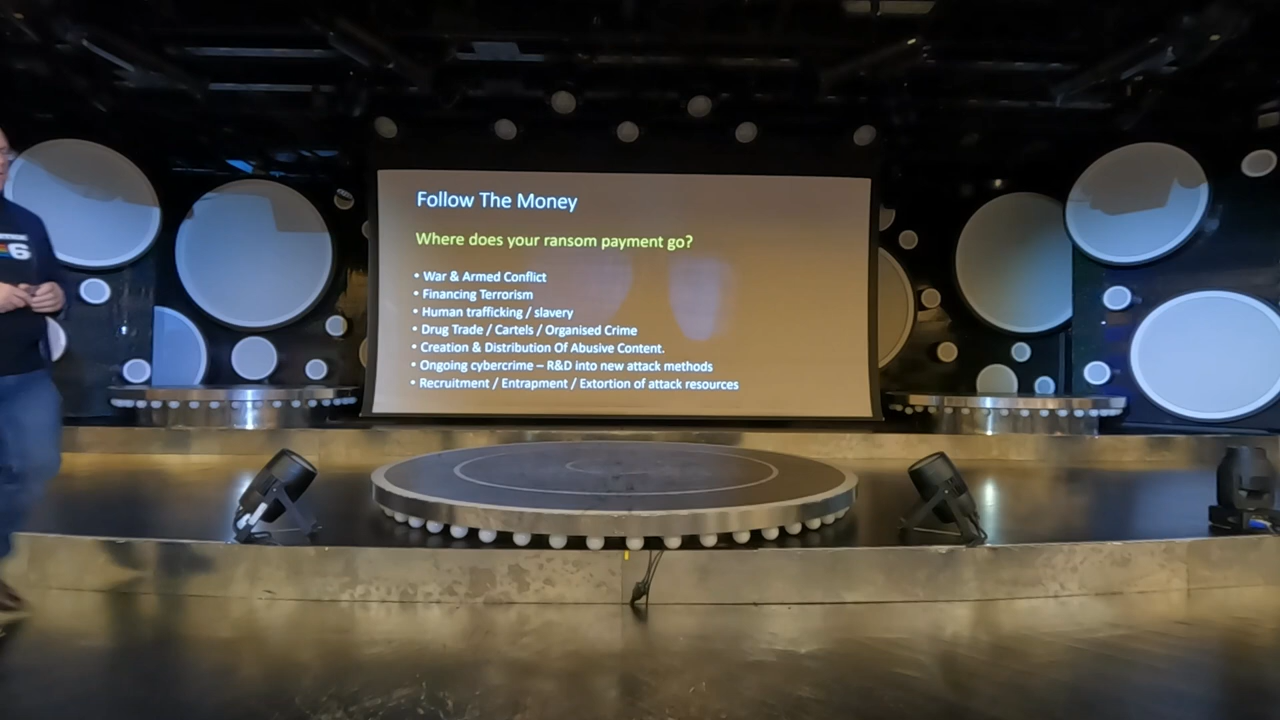 Follow The Money
Where does your ransom payment go?
• War & Armed Conflict
• Financing Terrorism
• Human trafficking / slavery
• Drug Trade / Cartels / Organised Crime
• Creation & Distribution Of Abusive Content.
• Ongoing cybercrime – R&D into new attack methods
• Recruitment / Entrapment / Extortion of attack resources
6